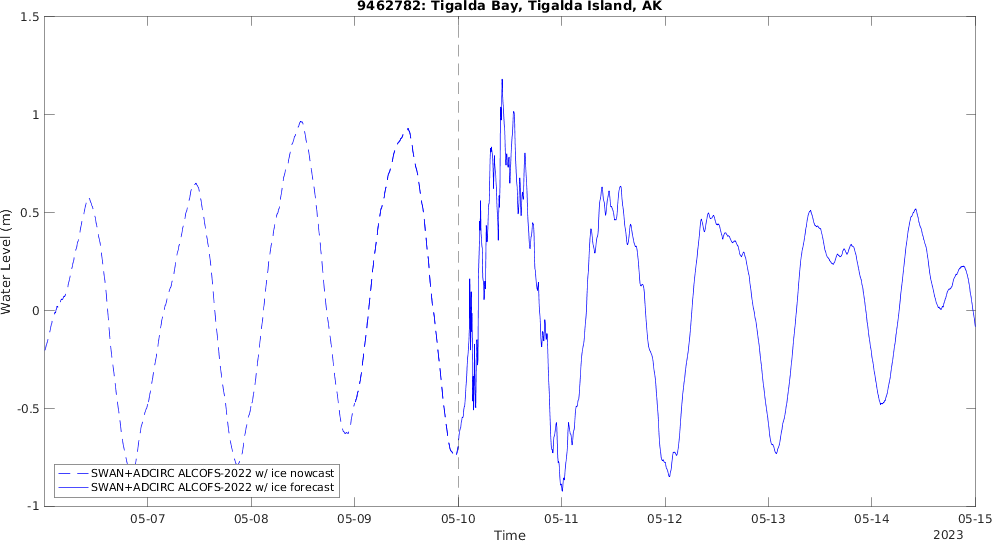 9462782: Tigalda Bay, Tigalda Island, AK
1.5
1
0.5
0
-0.5
-1
Water Level (m)
SWAN+ADCIRC ALCOFS-2022 w/ ice nowcast
SWAN+ADCIRC ALCOFS-2022 w/ ice forecast
05-07 05-08 05-09 05-10 05-11 05-12 05-13 05-14 05-15
Time
2023